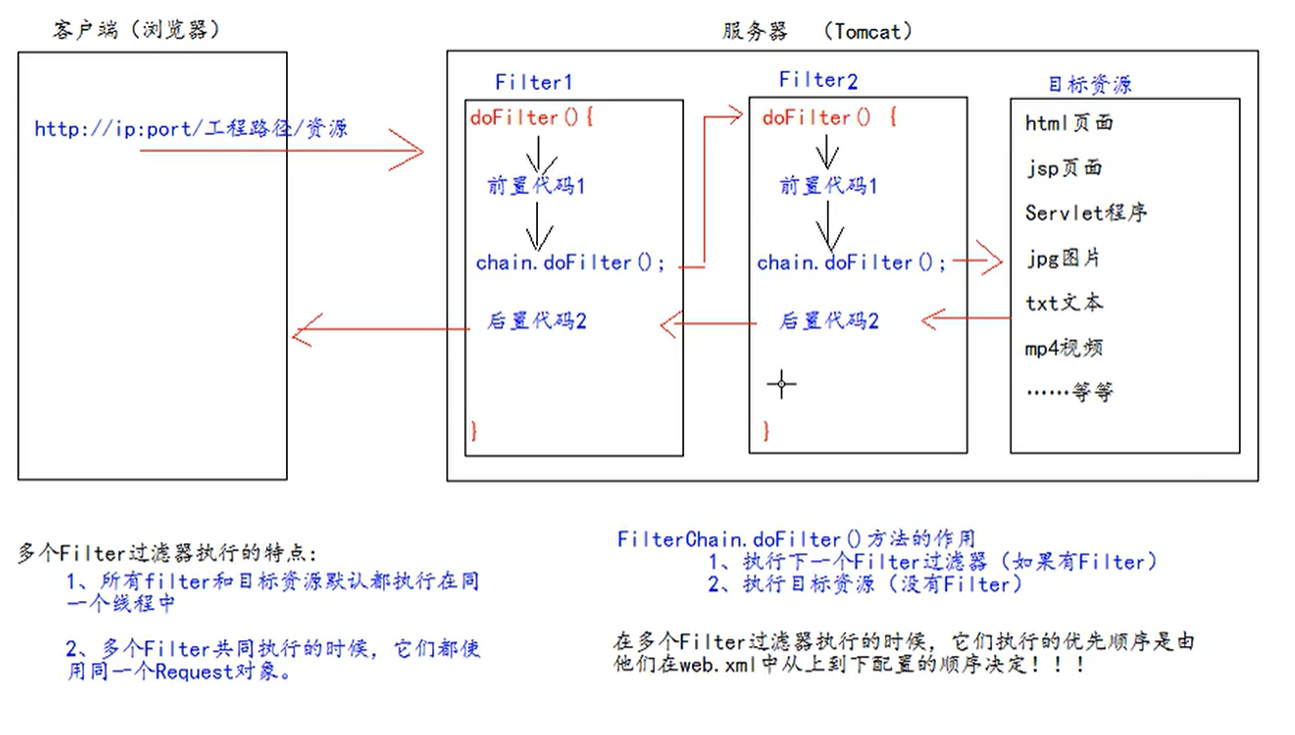 客户端（浏览器）
服务器 （Tomcat）
http://ip:port/工程路径/资源
Filter1
doFilter(){
前置代码1
chain.doFilter();
后置代码2
}
Filter2
doFilter() {
前置代码1
chain.doFilter();
后置代码2
}
目标资源
html页面
jsp页面
Servlet程序
jpg图片
txt文本
mp4视频
……等等
多个Filter过滤器执行的特点:
1、所有filter和目标资源默认都执行在同
一个线程中
2、多个Filter共同执行的时候，它们都使
用同一个Request对象。
FilterChain.doFilter()方法的作用
1、执行下一个Filter过滤器（如果有Filter）
2、执行目标资源（没有Filter）
在多个Filter过滤器执行的时候，它们执行的优先顺序是由
他们在web.xml中从上到下配置的顺序决定！！！